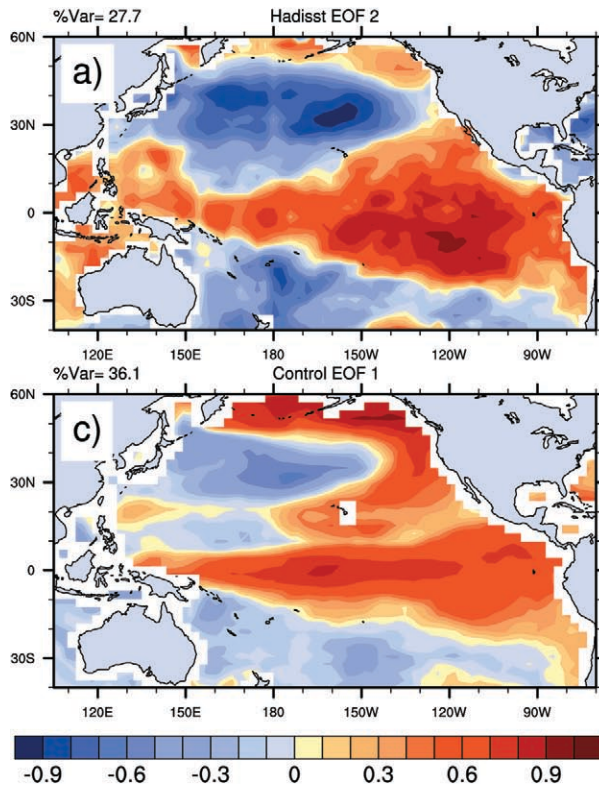 %Var= 27.7 Hadisst EOF 2
a)
60N
30N
0
30S
120E 150E 180 150W 120W 90W
%Var= 36.1 Control EOF 1
c)
60N
30N
0
30S
120E 150E 180 150W 120W 90W
-0.9 -0.6 -0.3 0 0.3 0.6 0.9